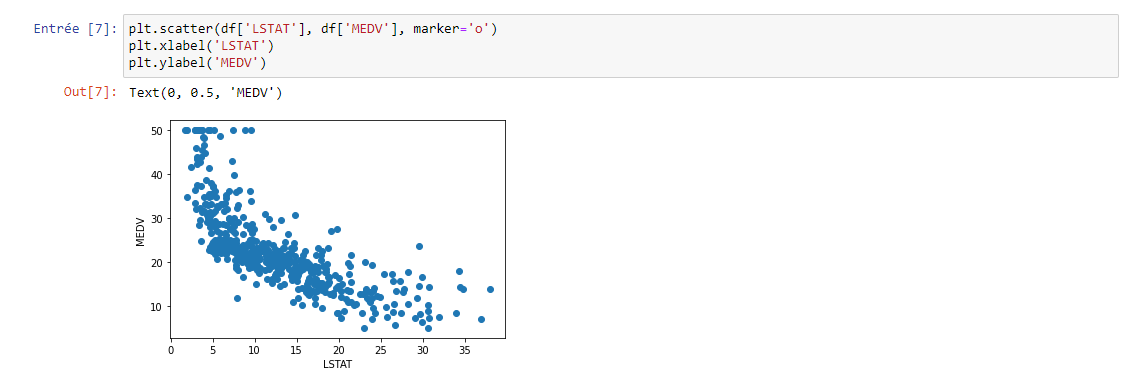 Entrée [7]: plt.scatter(df['LSTAT'], df['MEDV'], marker='o')
plt.xlabel('LSTAT')
plt.ylabel('MEDV')
Out[7]: Text(0, 0.5, 'MEDV')
50
40
30
20
10
MEDV
0 5 10 15 20 25 30 35
LSTAT